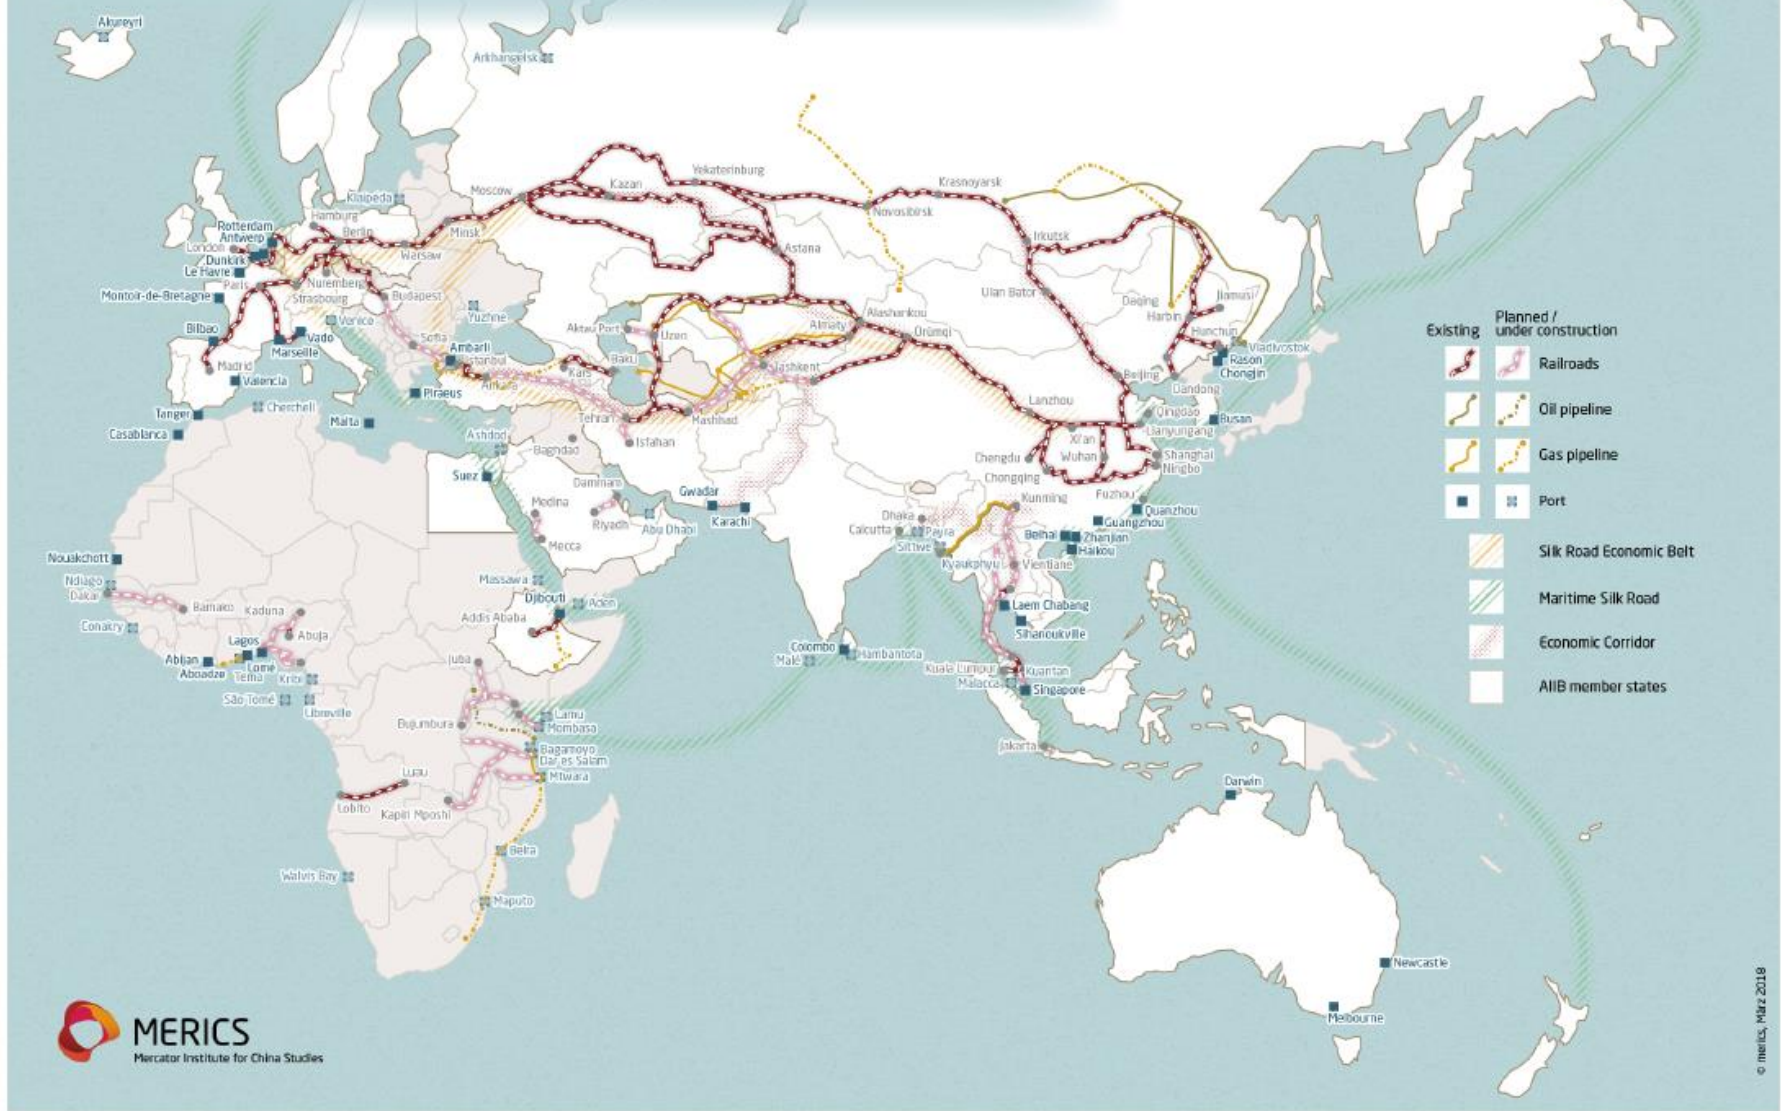 Akureyri
Arkhangelsk
Moscow
Kazan
Yekaterinburg
Krasnoyarsk
Novosibirsk
Irkutsk
Astana
Klaipeda
Hamburg
Rotterdam
Antwerp
London
Berlin
Minsk
Warsaw
Dunkirk
Le Havre
Paris
Nuremberg
Strasbourg
Budapest
Montoir-de-Bretagne
Venice
Yuzhne
Bilbao
Vado
Marseille
Sofia
Ambarli
Istanbul
Madrid
Valencia
Ankara
Kars
Baku
Aktau Port
Uzen
Almaty
Alashankou
Ürümqi
Tashkent
Ulan Bator
Daqing
Jiamusi
Harbin
Hunchun
Vladivostok
Rason
Chongjin
Beijing
Dandong
Piraeus
Tanger
Cherchell
Casablanca
Malta
Tehran
Mashhad
Isfahan
Lanzhou
Qingdao
Lianyungang
Busan
Xi'an
Wuhan
Chengdu
Chongqing
Shanghai
Ningbo
Ashdod
Baghdad
Suez
Dammam
Medina
Riyadh
Abu Dhabi
Mecca
Gwadar
Karachi
Kunming
Fuzhou
Quanzhou
Guangzhou
Dhaka
Calcutta
Payra
Sittwe
Kyaukphyu
Beihai
Zhanjian
Haikou
Vientiane
Nouakchott
Ndiago
Dakar
Bamako
Kaduna
Conakry
Abuja
Lagos
Abijan
Aboadze
Lomé
Tema
Kribi
São Tomé
Libreville
Massawa
Djibouti
Aden
Addis Ababa
Juba
Laem Chabang
Sihanoukville
Colombo
Malé
Hambantota
Kuala Lumpur
Kuantan
Malacca
Singapore
Jakarta
Bujumbura
Lamu
Mombasa
Bagamoyo
Dar es Salam
Mtwara
Luau
Lobito
Kapiri Mposhi
Beira
Walvis Bay
Maputo
Darwin
Newcastle
Melbourne
Existing
Planned /
under construction
Railroads
Oil pipeline
Gas pipeline
Port
Silk Road Economic Belt
Maritime Silk Road
Economic Corridor
AIIB member states
MERICS
Mercator Institute for China Studies
© merics, März 2018